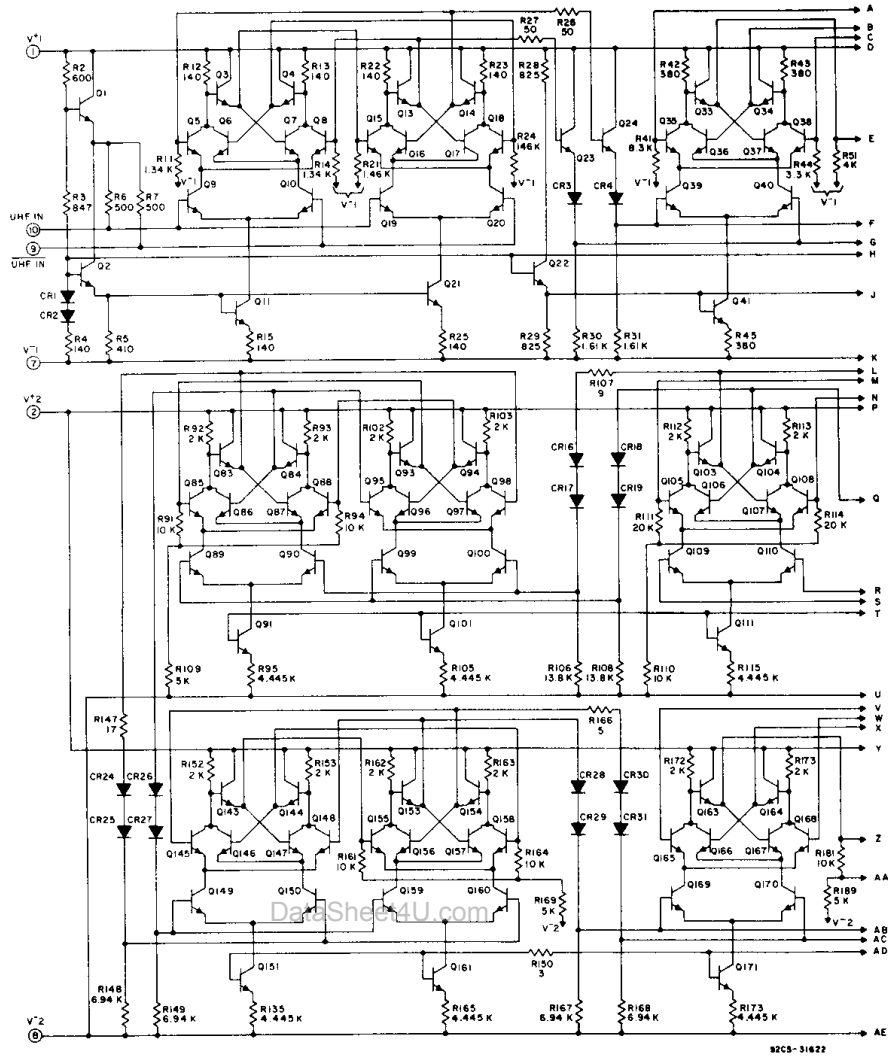 A
B
C
D
V+1
1
R2
600
Q1
R12
140
Q3
Q4
R13
140
R22
140
Q13
Q14
R23
140
R27
50
R26
50
R28
825
Q23
Q24
R42
380
Q33
Q34
R43
380
E
Q5
Q6
Q7
Q8
Q15
Q16
Q17
Q18
R11
1.34 K
V-1
R14
1.34 K
R21
1.46 K
V-1
R24
146 K
V-1
Q35
Q36
Q37
Q38
R41
8.3 K
V-1
R44
3.3 K
R51
4 K
V-1
R3
847
R6
500
R7
500
Q9
Q10
Q19
Q20
CR3
CR4
Q39
Q40
UHF IN
10
F
9
G
UHF IN
H
Q2
CR1
CR2
Q11
Q21
Q22
Q41
J
R4
140
R5
410
R15
140
R25
140
R29
825
R30
1.61 K
R31
1.61 K
R45
380
V-1
7
K
R107
9
L
M
N
P
V+2
2
R92
2 K
R93
2 K
R102
2 K
R103
2 K
R112
2 K
R113
2 K
Q83
Q84
Q93
Q94
CR16
CR18
Q103
Q104
Q85
Q86
Q87
Q88
Q95
Q96
Q97
Q98
CR17
CR19
Q105
Q106
Q107
Q108
Q
R91
10 K
R94
10 K
R111
20 K
R114
20 K
Q89
Q90
Q99
Q100
Q109
Q110
R
S
T
Q91
Q101
Q111
R109
5 K
R95
4.445 K
R105
4.445 K
R106
13.8 K
R108
13.8 K
R110
10 K
R115
4.445 K
U
R147
17
R166
5
V
W
X
Y
R152
2 K
R153
2 K
R162
2 K
R163
2 K
R172
2 K
R173
2 K
CR24
CR26
Q143
Q144
Q153
Q154
CR28
CR30
Q163
Q164
CR25
CR27
Q145
Q146
Q147
Q148
Q155
Q156
Q157
Q158
CR29
CR31
Q165
Q166
Q167
Q168
Z
R161
10 K
R164
10 K
R181
10 K
AA
Q149
Q150
Q159
Q160
R169
5 K
V-2
Q169
Q170
R189
5 K
V-2
DataSheet4U.com
AB
AC
AD
R150
3
Q151
Q161
Q171
R148
6.94 K
R149
6.94 K
R135
4.445 K
R165
4.445 K
R167
6.94 K
R168
6.94 K
R173
4.445 K
V-2
8
AE
92CS-31622